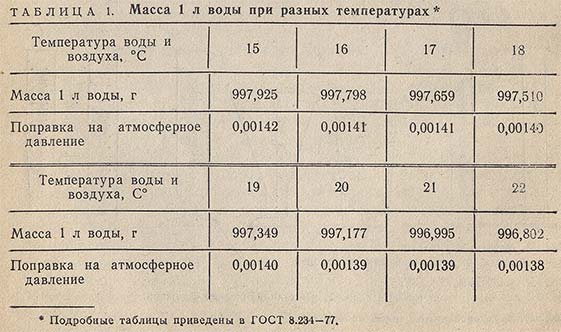 ТАБЛИЦА 1. Масса 1 л воды при разных температурах*
Температура воды и воздуха, °С 15 16 17 18
Масса 1 л воды, г 997,925 997,798 997,659 997,510
Поправка на атмосферное давление 0,00142 0,00141 0,00141 0,00140
Температура воды и воздуха, С° 19 20 21 22
Масса 1 л воды, г 997,349 997,177 996,995 996,802
Поправка на атмосферное давление 0,00140 0,00139 0,00139 0,00138
* Подробные таблицы приведены в ГОСТ 8.234—77.